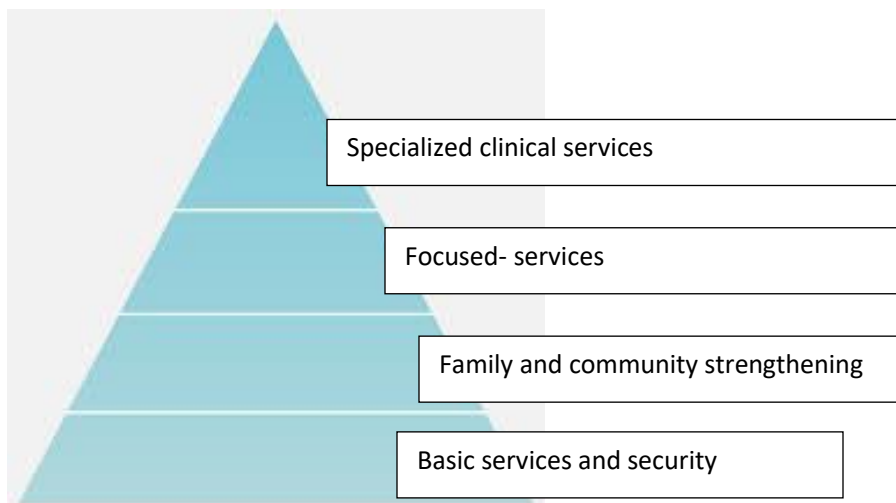 Specialized clinical services
Focused- services
Family and community strengthening
Basic services and security